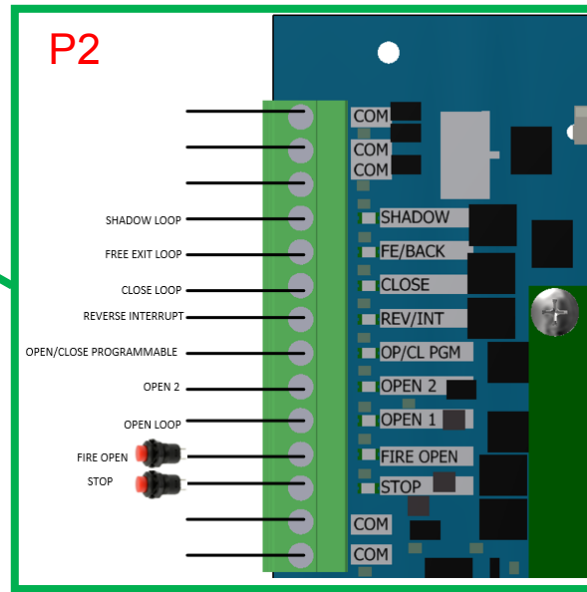 P2
COM
COM
COM
SHADOW LOOP SHADOW
FREE EXIT LOOP FE/BACK
CLOSE LOOP CLOSE
REVERSE INTERRUPT REV/INT
OPEN/CLOSE PROGRAMMABLE OP/CL PGM
OPEN 2 OPEN 2
OPEN LOOP OPEN 1
FIRE OPEN FIRE OPEN
STOP STOP
COM
COM